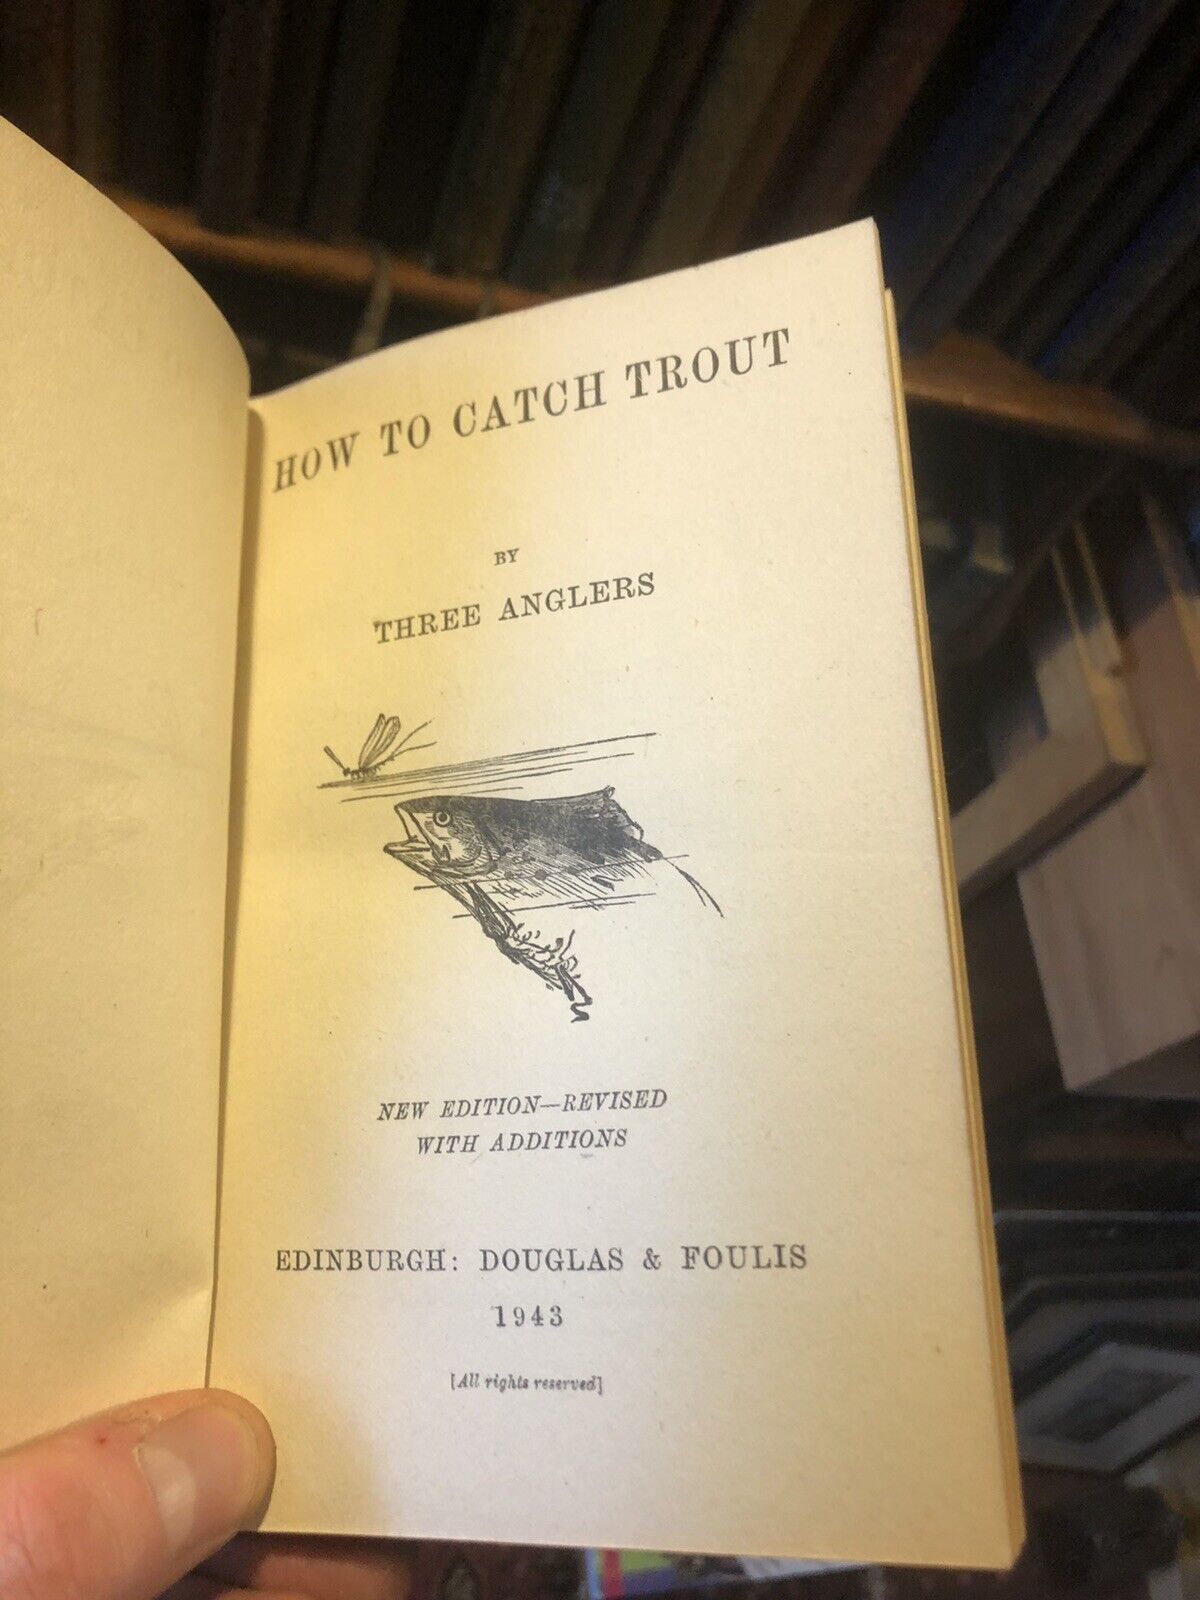 HOW TO CATCH TROUT
BY
THREE ANGLERS
NEW EDITION—REVISED
WITH ADDITIONS
EDINBURGH: DOUGLAS & FOULIS
1943
[All rights reserved]